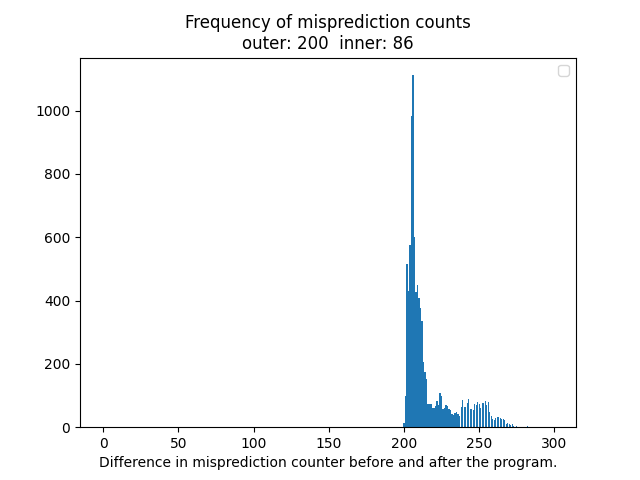 Frequency of misprediction counts
outer: 200  inner: 86
1000
800
600
400
200
0
0 50 100 150 200 250 300
Difference in misprediction counter before and after the program.